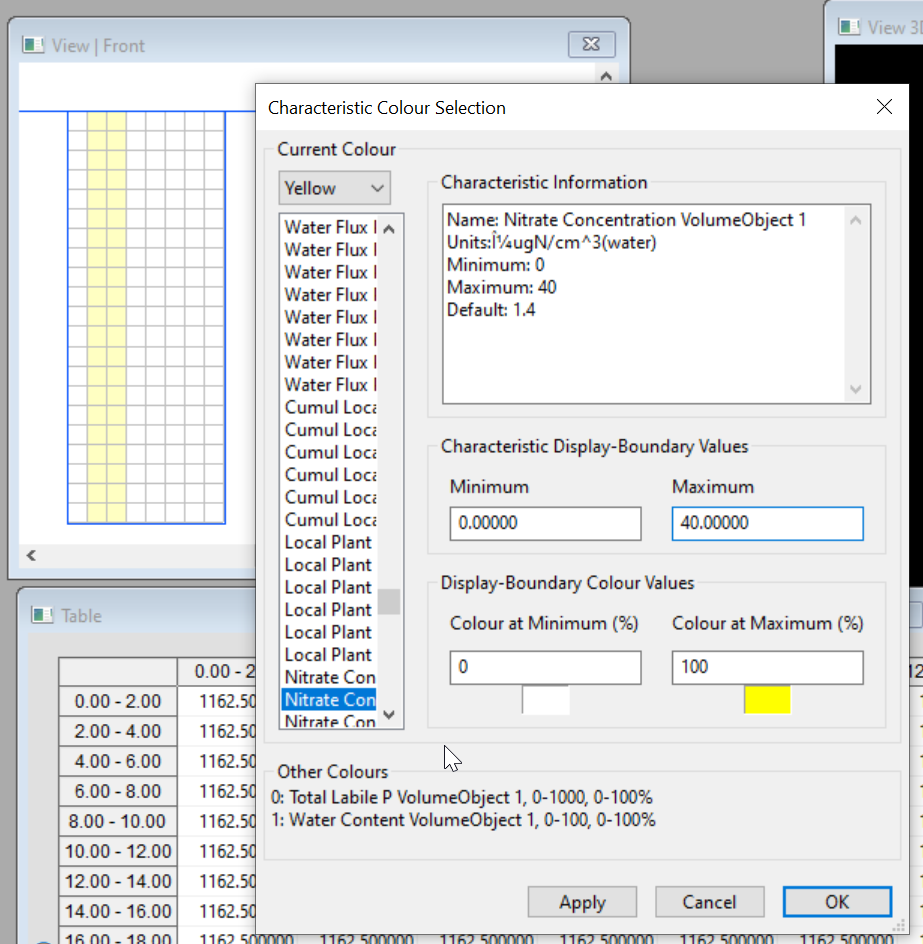 View | Front
View 3D
Characteristic Colour Selection
Current Colour
Yellow
Water Flux I
Water Flux I
Water Flux I
Water Flux I
Water Flux I
Water Flux I
Water Flux I
Water Flux I
Cumul Loca
Cumul Loca
Cumul Loca
Cumul Loca
Cumul Loca
Cumul Loca
Local Plant
Local Plant
Local Plant
Local Plant
Local Plant
Local Plant
Nitrate Con
Nitrate Con
Nitrate Con
Characteristic Information
Name: Nitrate Concentration VolumeObject 1
Units:Î¼ugN/cm^3(water)
Minimum: 0
Maximum: 40
Default: 1.4
Characteristic Display-Boundary Values
Minimum Maximum
0.00000 40.00000
Display-Boundary Colour Values
Colour at Minimum (%) Colour at Maximum (%)
0 100
Other Colours
0: Total Labile P VolumeObject 1, 0-1000, 0-100%
1: Water Content VolumeObject 1, 0-100, 0-100%
Apply Cancel OK
Table
0.00 - 2 12
0.00 - 2.00 1162.50
2.00 - 4.00 1162.50
4.00 - 6.00 1162.50
6.00 - 8.00 1162.50
8.00 - 10.00 1162.50
10.00 - 12.00 1162.50
12.00 - 14.00 1162.50
14.00 - 16.00 1162.50
16.00 - 18.00 1162.500000 1162.500000 1162.500000 1162.500000 1162.500000 1162.500000